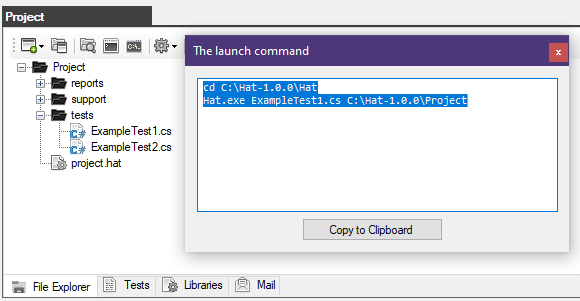 Project
The launch command
x
cd C:\Hat-1.0.0\Hat
Hat.exe ExampleTest1.cs C:\Hat-1.0.0\Project
Copy to Clipboard
C:\.
Project
reports
support
tests
C# ExampleTest1.cs
C# ExampleTest2.cs
project.hat
File Explorer
Tests
Libraries
Mail